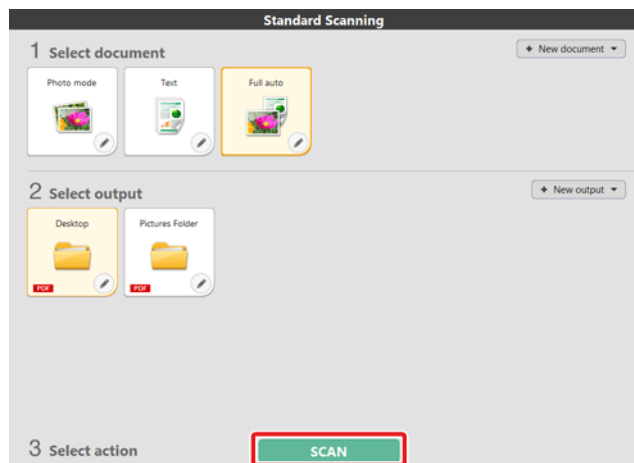 Standard Scanning
1 Select document
+ New document
Photo mode
Text
Full auto
2 Select output
+ New output
Desktop
Pictures Folder
PDF
PDF
3 Select action
SCAN